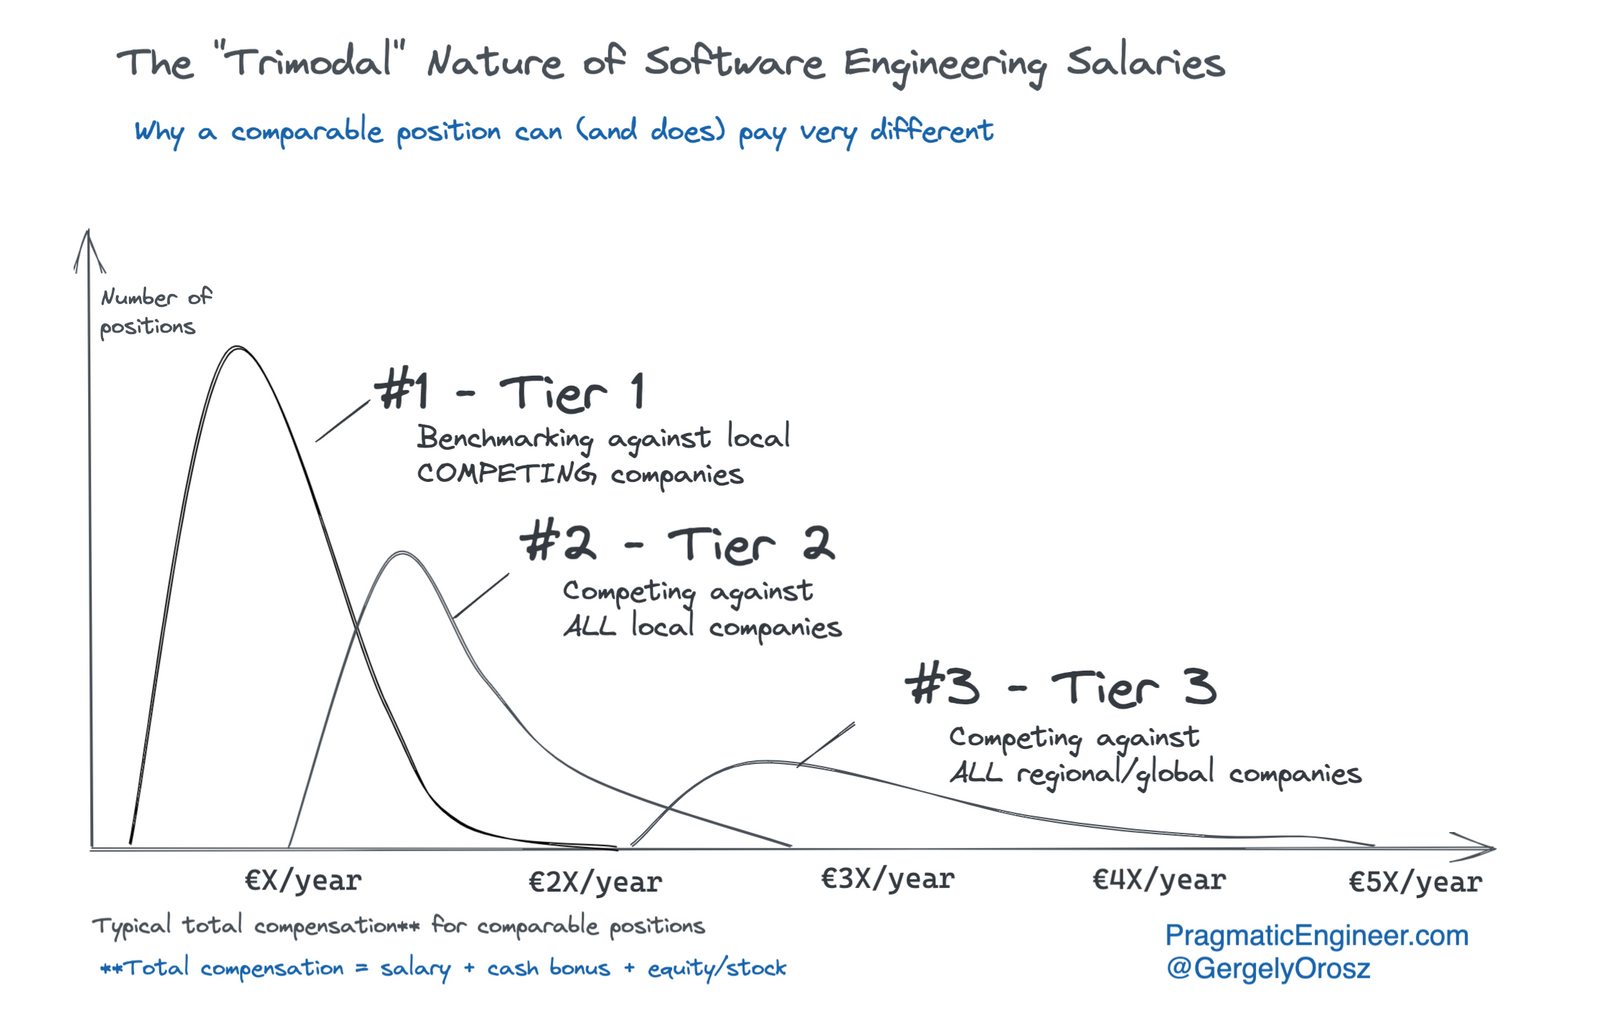 The "Trimodal" Nature of Software Engineering Salaries
Why a comparable position can (and does) pay very different
Number of
positions
#1 - Tier 1
Benchmarking against local
COMPETING companies
#2 - Tier 2
Competing against
ALL local companies
#3 - Tier 3
Competing against
ALL regional/global companies
€X/year €2X/year €3X/year €4X/year €5X/year
Typical total compensation** for comparable positions
**Total compensation = salary + cash bonus + equity/stock
PragmaticEngineer.com
@GergelyOrosz